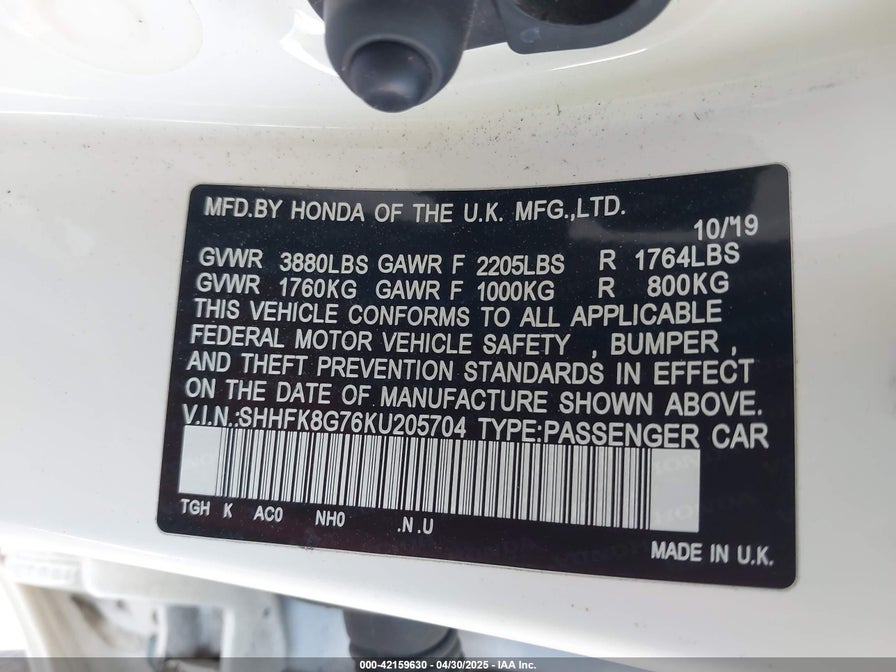 MFD.BY HONDA OF THE U.K. MFG.,LTD.
10/'19
GVWR 3880LBS GAWR F 2205LBS R 1764LBS
GVWR 1760KG GAWR F 1000KG R 800KG
THIS VEHICLE CONFORMS TO ALL APPLICABLE
FEDERAL MOTOR VEHICLE SAFETY , BUMPER ,
AND THEFT PREVENTION STANDARDS IN EFFECT
ON THE DATE OF MANUFACTURE SHOWN ABOVE.
V.I.N.:SHHFK8G76KU205704 TYPE:PASSENGER CAR
TGH K AC0 NH0 .N.U
MADE IN U.K.
000-42159630 - 04/30/2025 - IAA Inc.